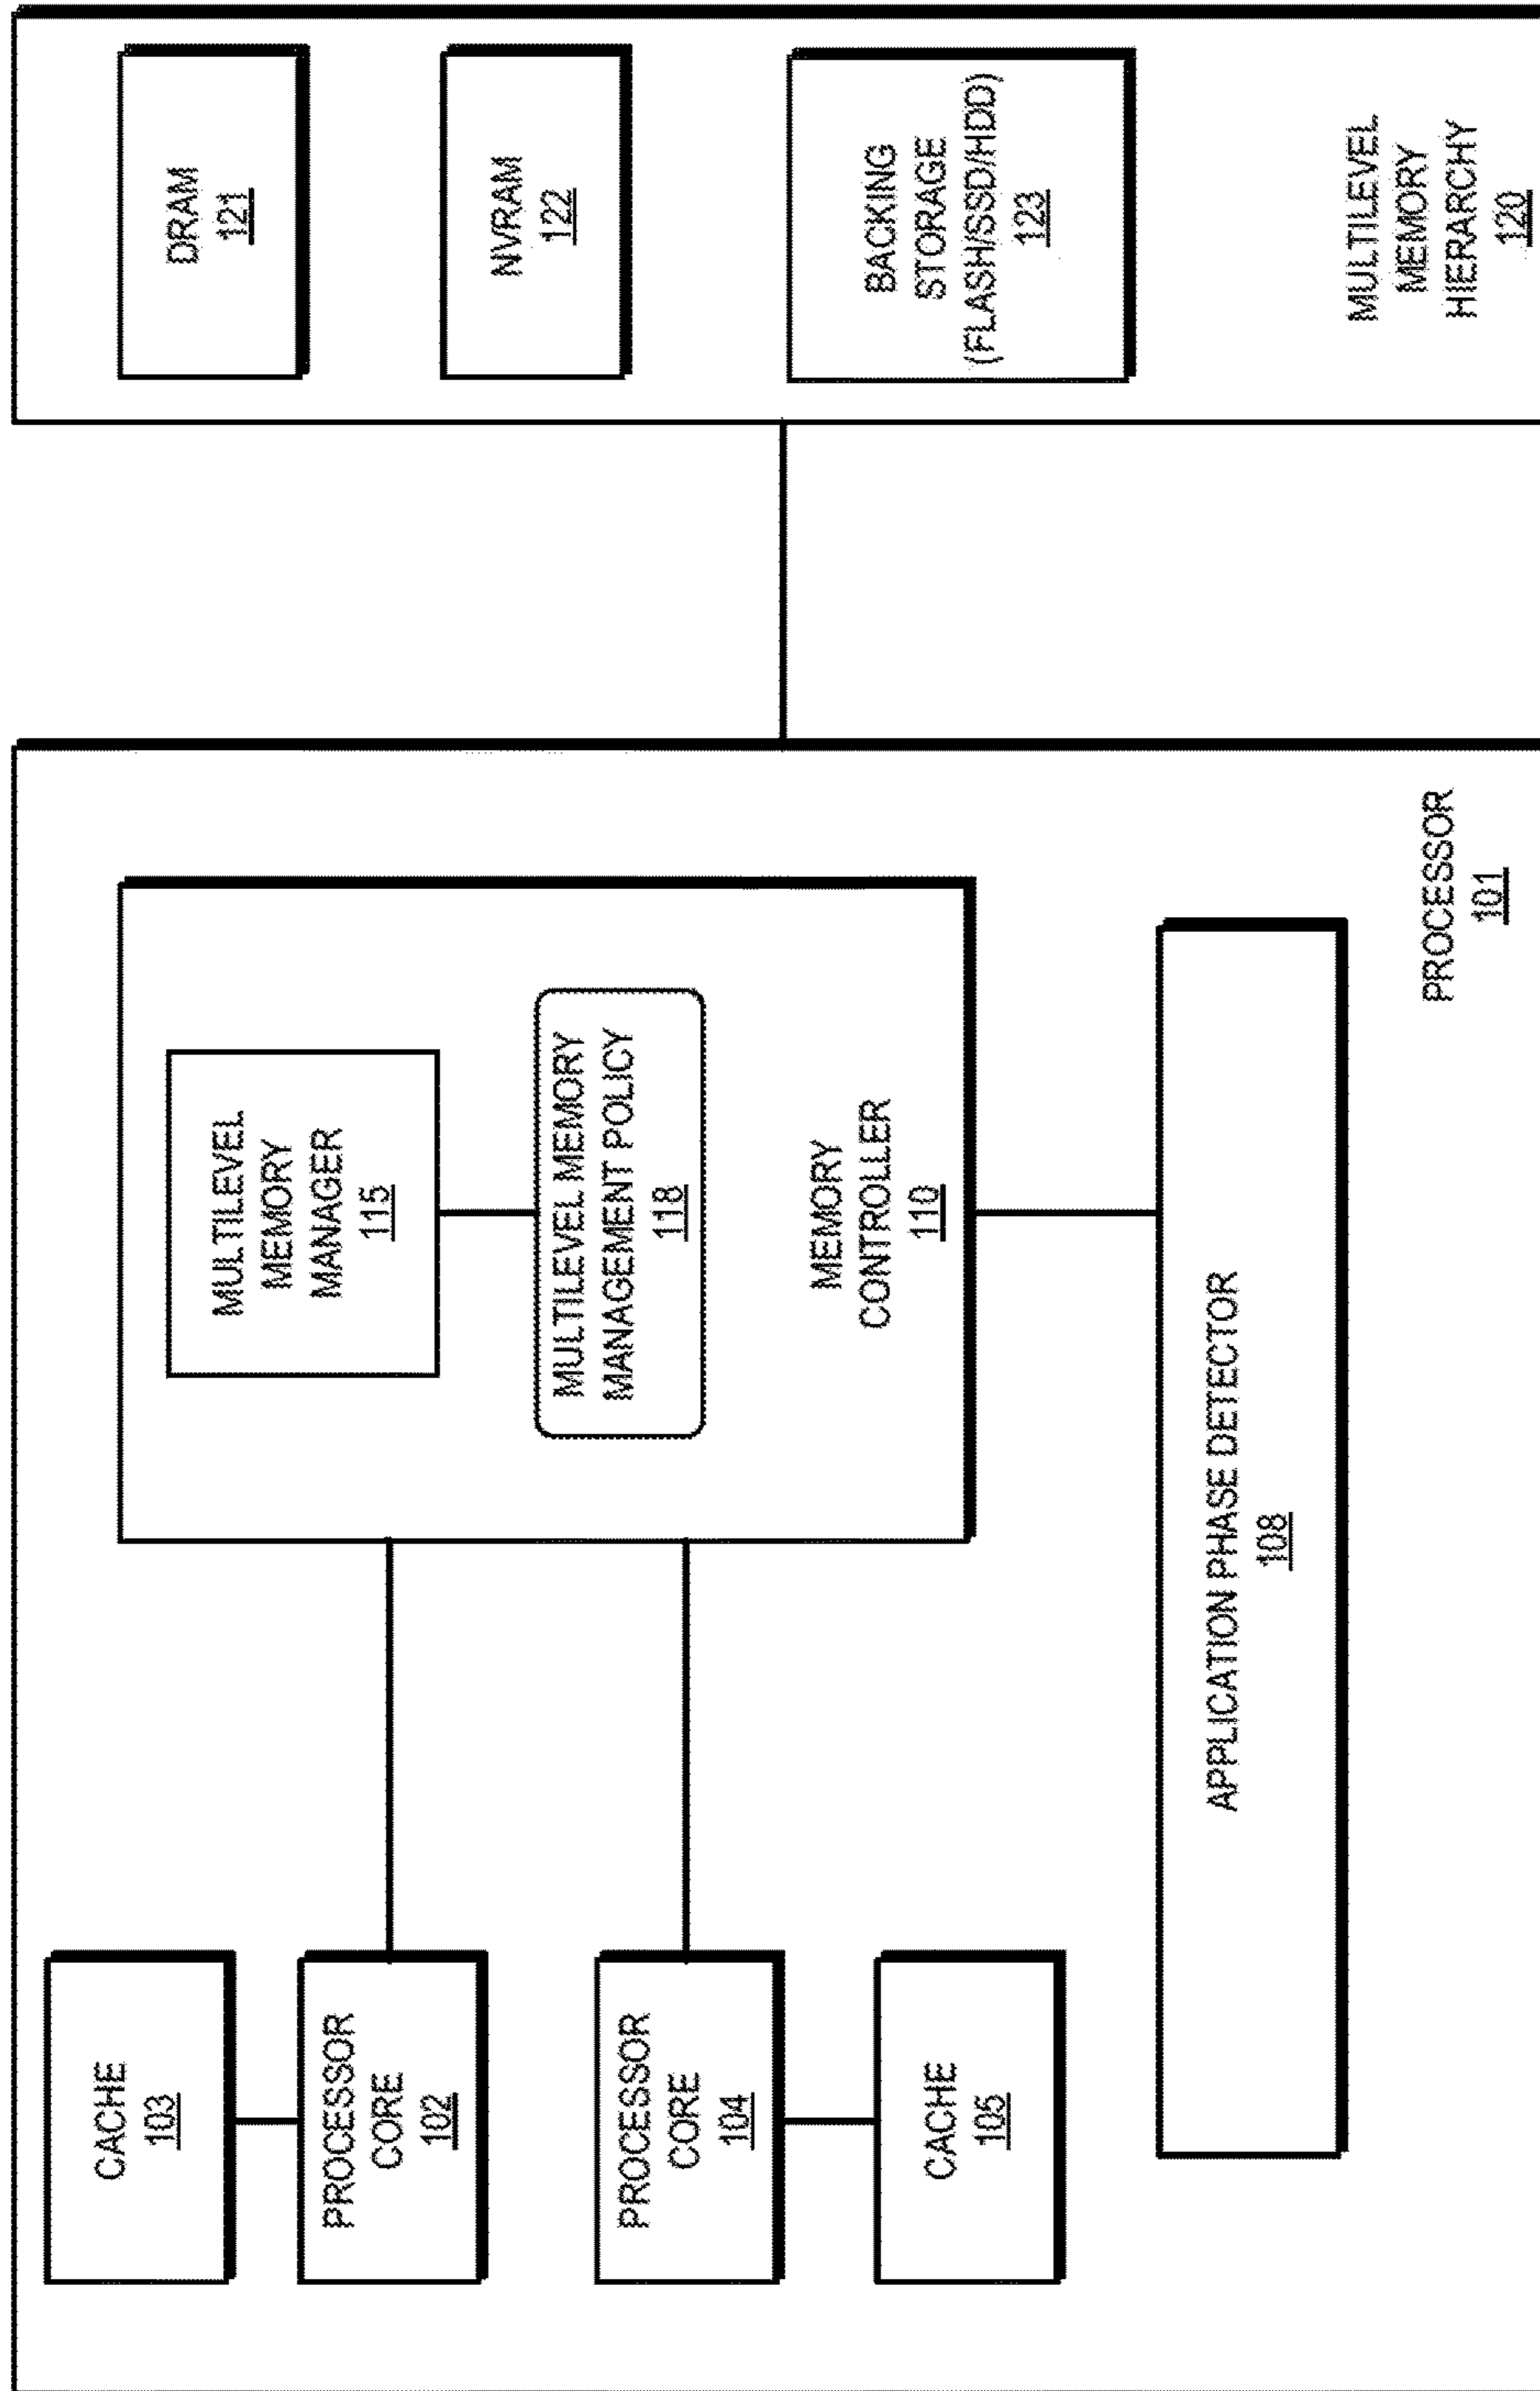 CACHE
103
PROCESSOR
CORE
102
PROCESSOR
CORE
104
CACHE
105
MULTILEVEL
MEMORY
MANAGER
115
MULTILEVEL MEMORY
MANAGEMENT POLICY
118
MEMORY
CONTROLLER
110
APPLICATION PHASE DETECTOR
108
PROCESSOR
101
DRAM
121
NVRAM
122
BACKING
STORAGE
(FLASH/SSD/HDD)
123
MULTILEVEL
MEMORY
HIERARCHY
120